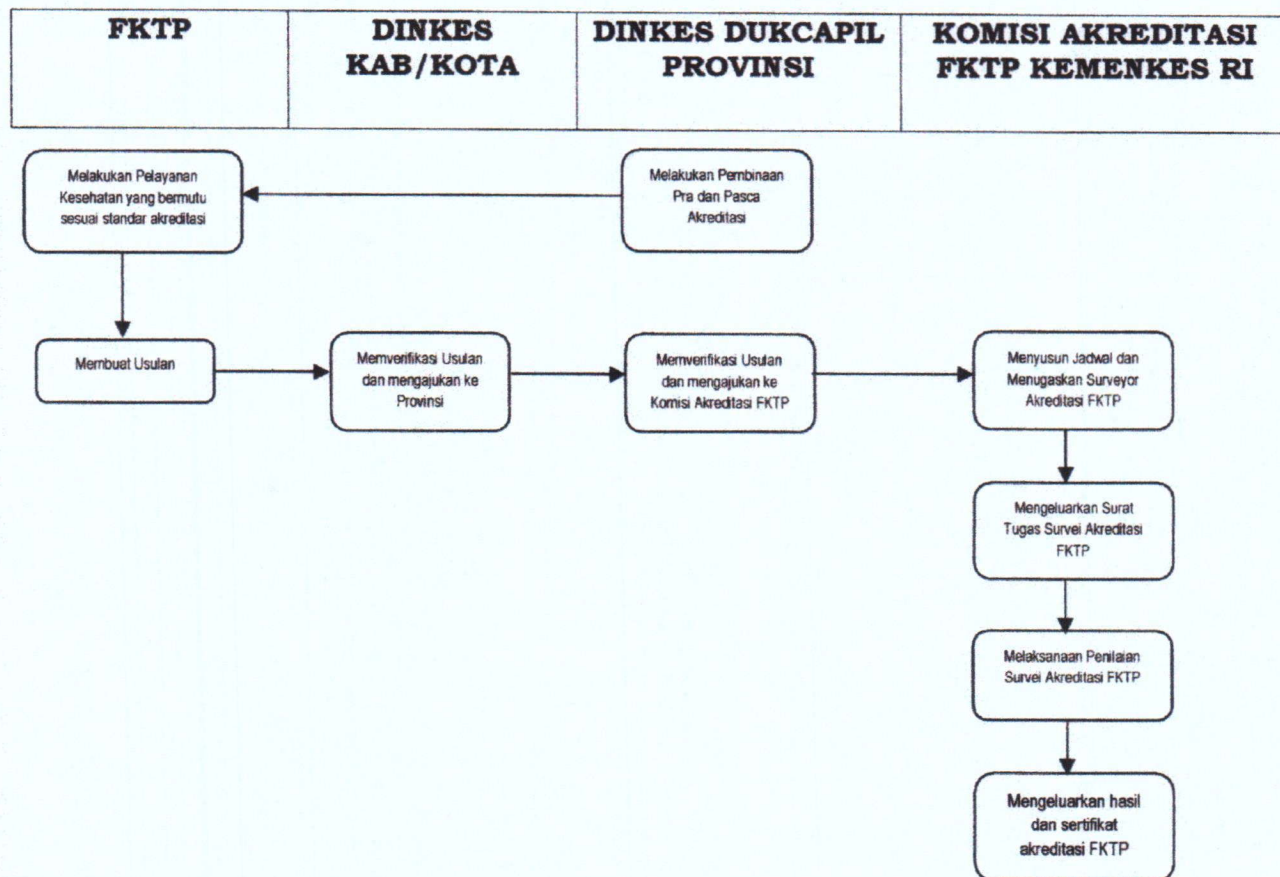 FKTP
DINKES
KAB/KOTA
DINKES DUKCAPIL
PROVINSI
KOMISI AKREDITASI
FKTP KEMENKES RI
Melakukan Pelayanan
Kesehatan yang bermutu
sesuai standar akreditasi
Melakukan Pembinaan
Pra dan Pasca
Akreditasi
Membuat Usulan
Memverifikasi Usulan
dan mengajukan ke
Provinsi
Memverifikasi Usulan
dan mengajukan ke
Komisi Akreditasi FKTP
Menyusun Jadwal dan
Menugaskan Surveyor
Akreditasi FKTP
Mengeluarkan Surat
Tugas Survei Akreditasi
FKTP
Melaksanaan Penilaian
Survei Akreditasi FKTP
Mengeluarkan hasil
dan sertifikat
akreditasi FKTP